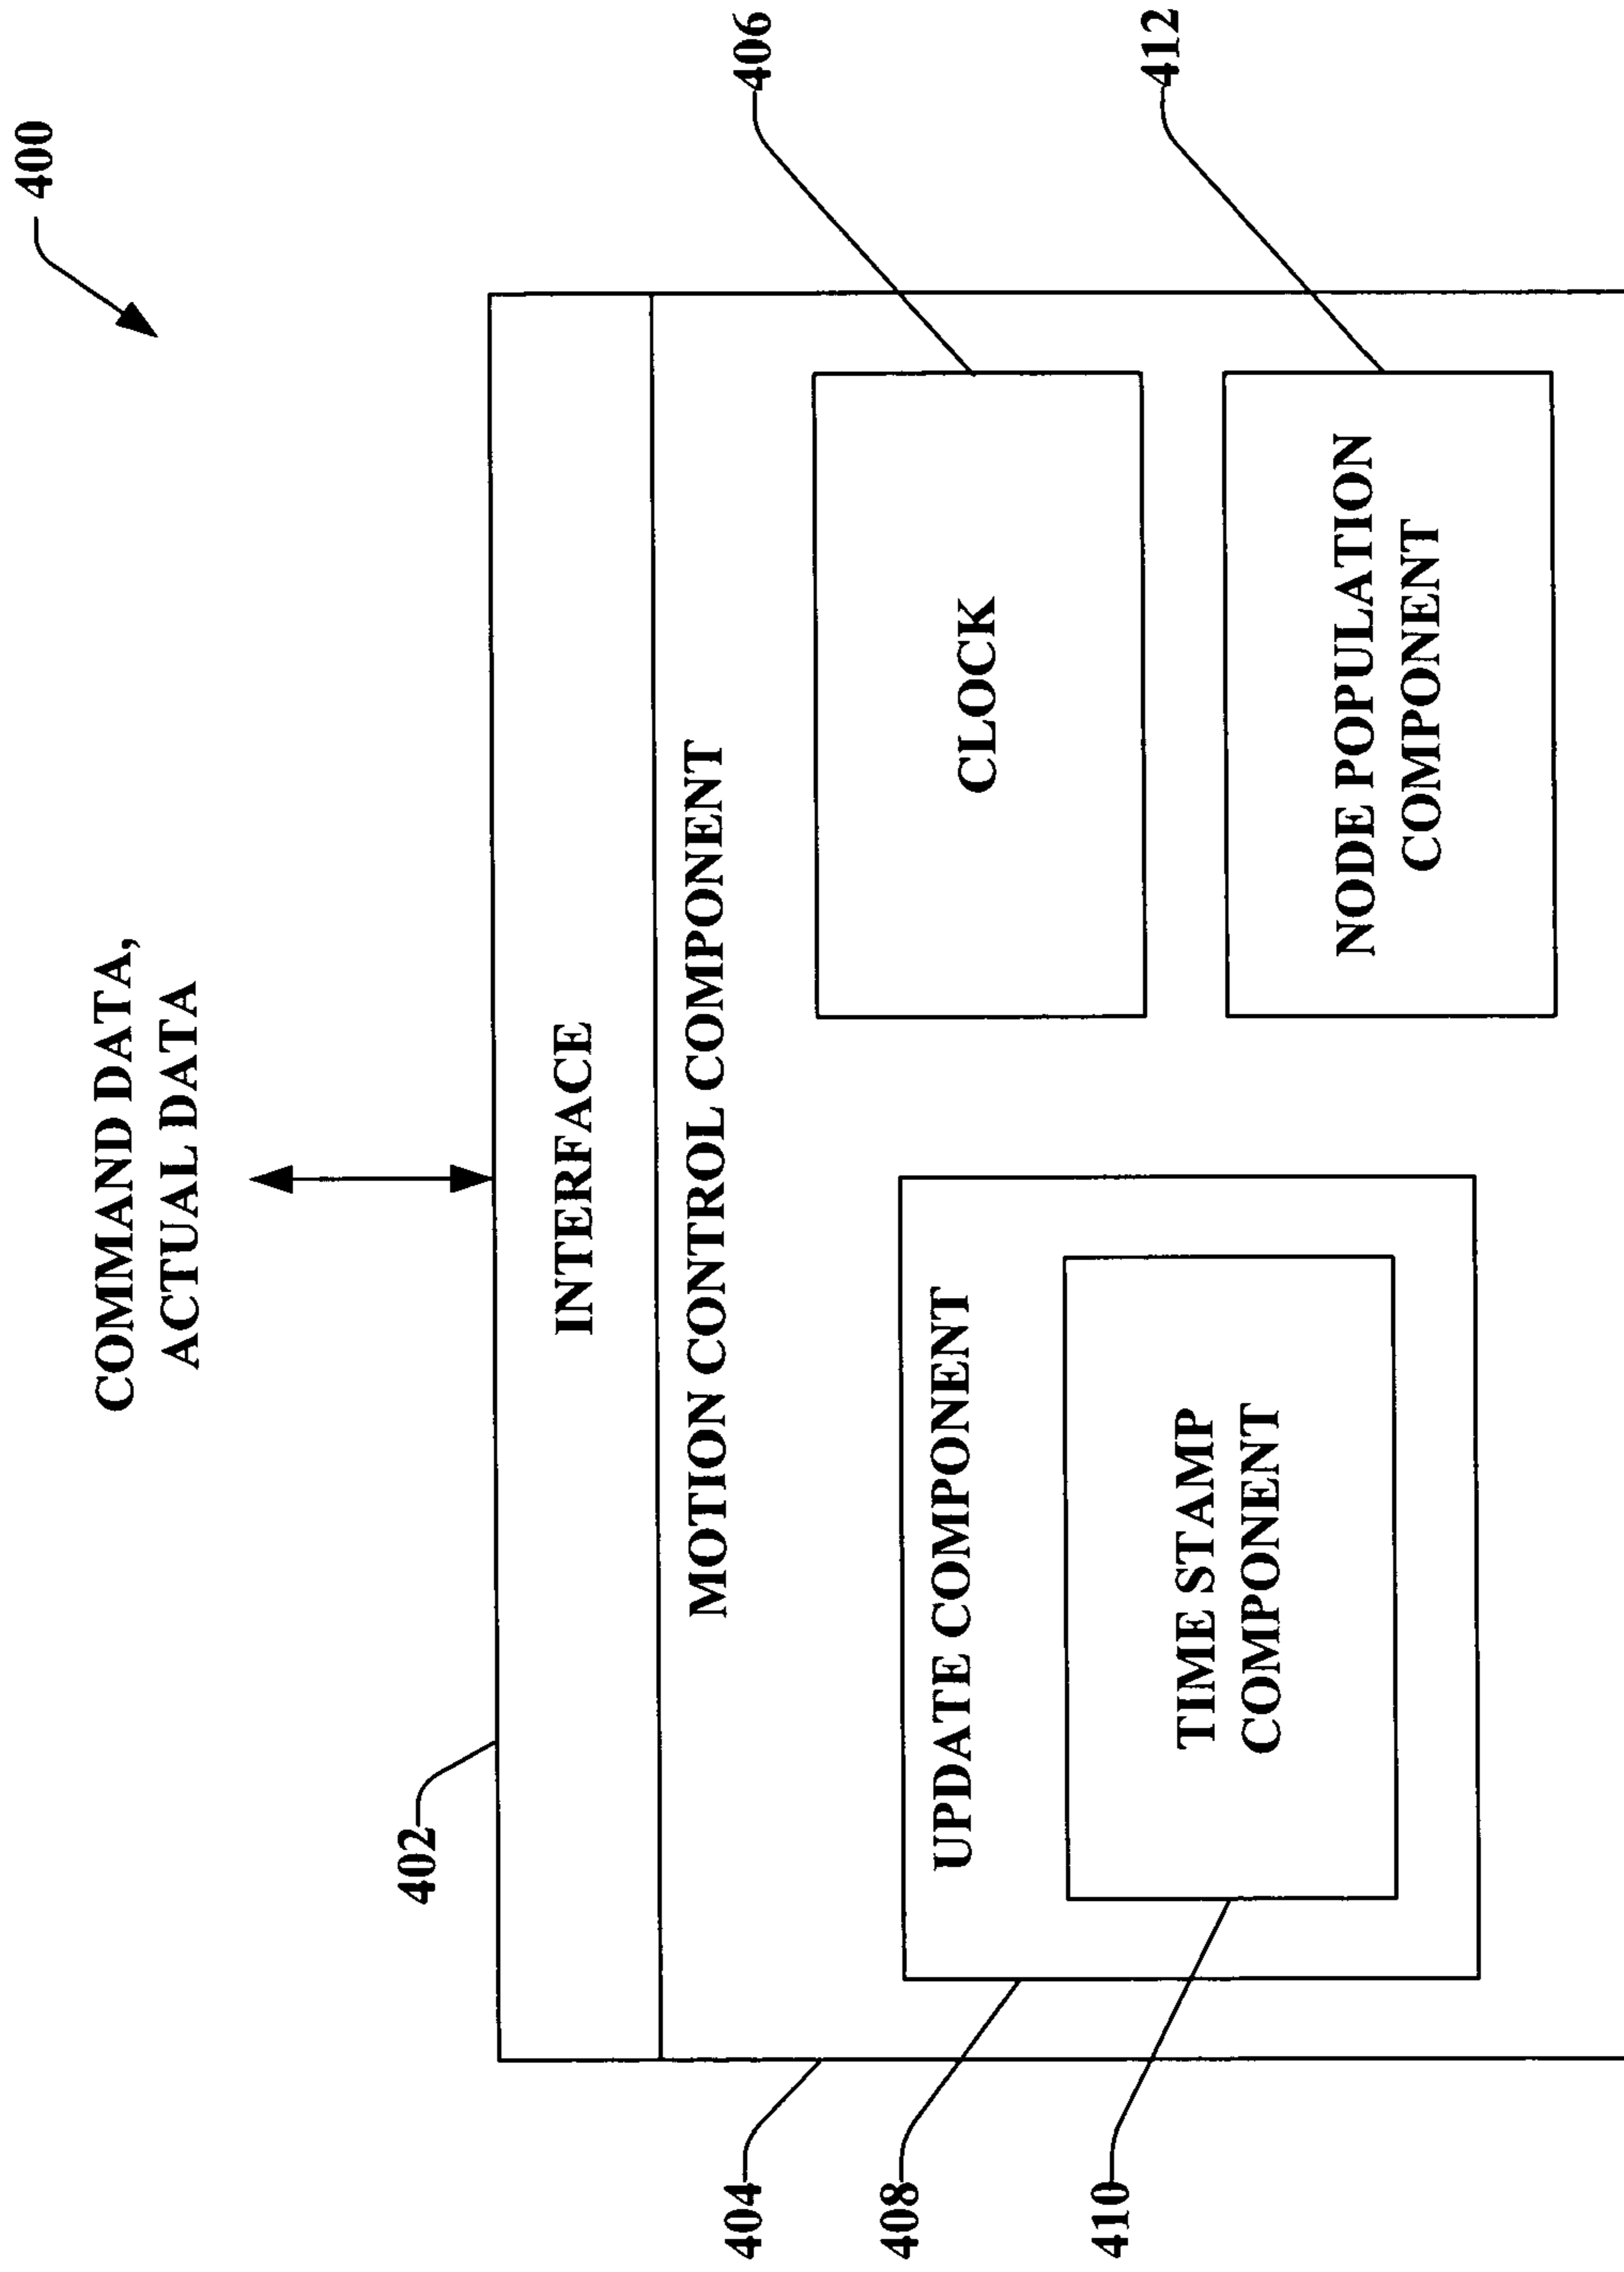 400
COMMAND DATA,
ACTUAL DATA
402
INTERFACE
404
MOTION CONTROL COMPONENT
406
408
UPDATE COMPONENT
CLOCK
410
TIME STAMP
COMPONENT
412
NODE POPULATION
COMPONENT